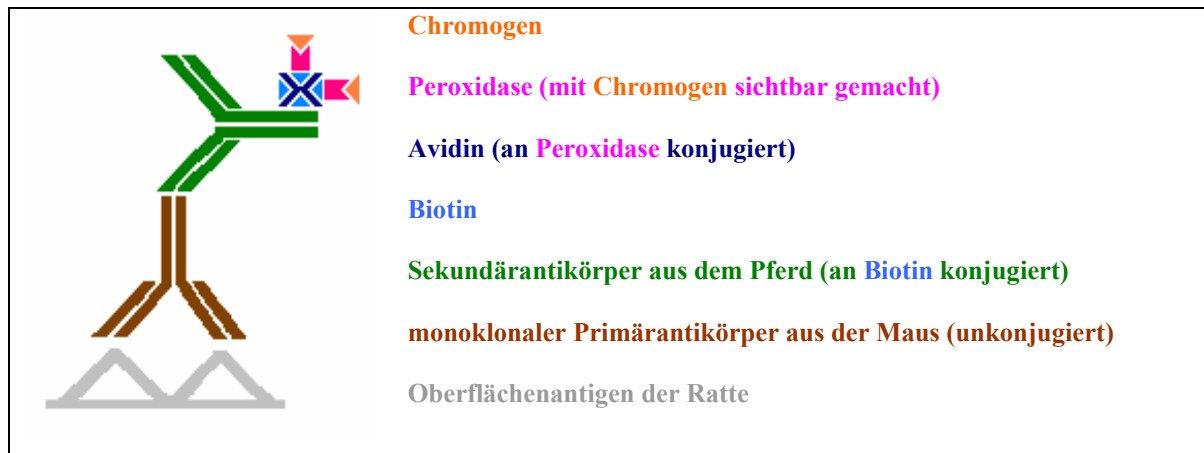 Chromogen
Peroxidase (mit Chromogen sichtbar gemacht)
Avidin (an Peroxidase konjugiert)
Biotin
Sekundärantikörper aus dem Pferd (an Biotin konjugiert)
monoklonaler Primärantikörper aus der Maus (unkonjugiert)
Oberflächenantigen der Ratte